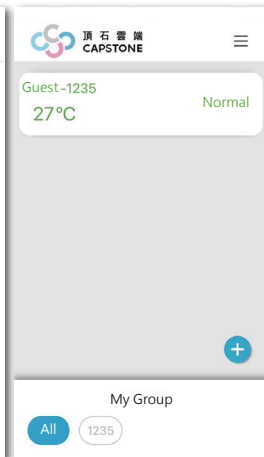 頂石雲端
CAPSTONE
Guest-1235
27°C
Normal
My Group
All
1235